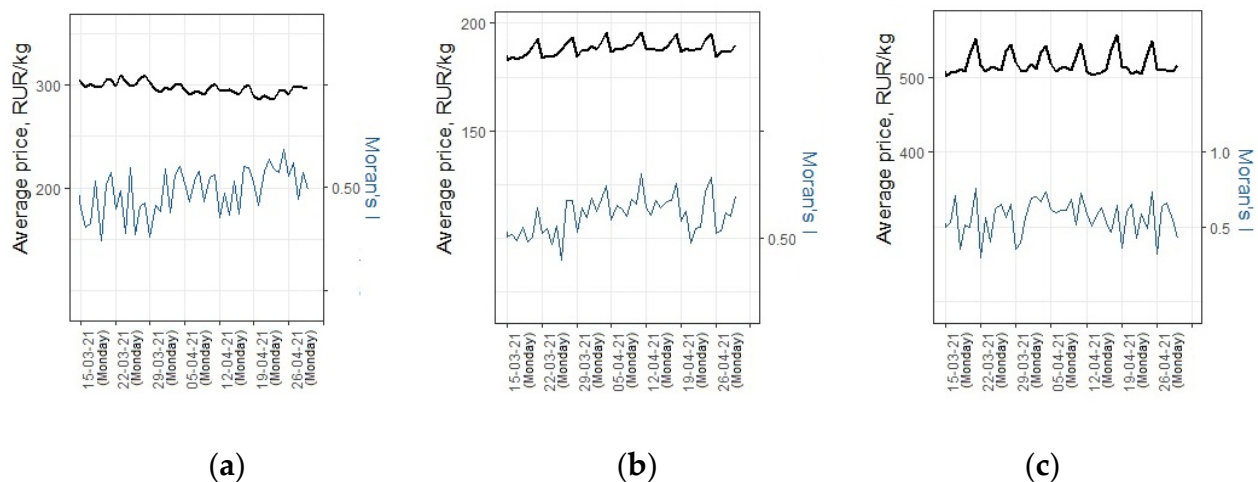 Average price, RUR/kg
300
200
0.50
Moran's I
15-03-21
(Monday)
22-03-21
(Monday)
29-03-21
(Monday)
05-04-21
(Monday)
12-04-21
(Monday)
19-04-21
(Monday)
26-04-21
(Monday)
(a)
Average price, RUR/kg
200
150
0.50
Moran's I
15-03-21
(Monday)
22-03-21
(Monday)
29-03-21
(Monday)
05-04-21
(Monday)
12-04-21
(Monday)
19-04-21
(Monday)
26-04-21
(Monday)
(b)
Average price, RUR/kg
500
400
1.0
0.5
Moran's I
15-03-21
(Monday)
22-03-21
(Monday)
29-03-21
(Monday)
05-04-21
(Monday)
12-04-21
(Monday)
19-04-21
(Monday)
26-04-21
(Monday)
(c)